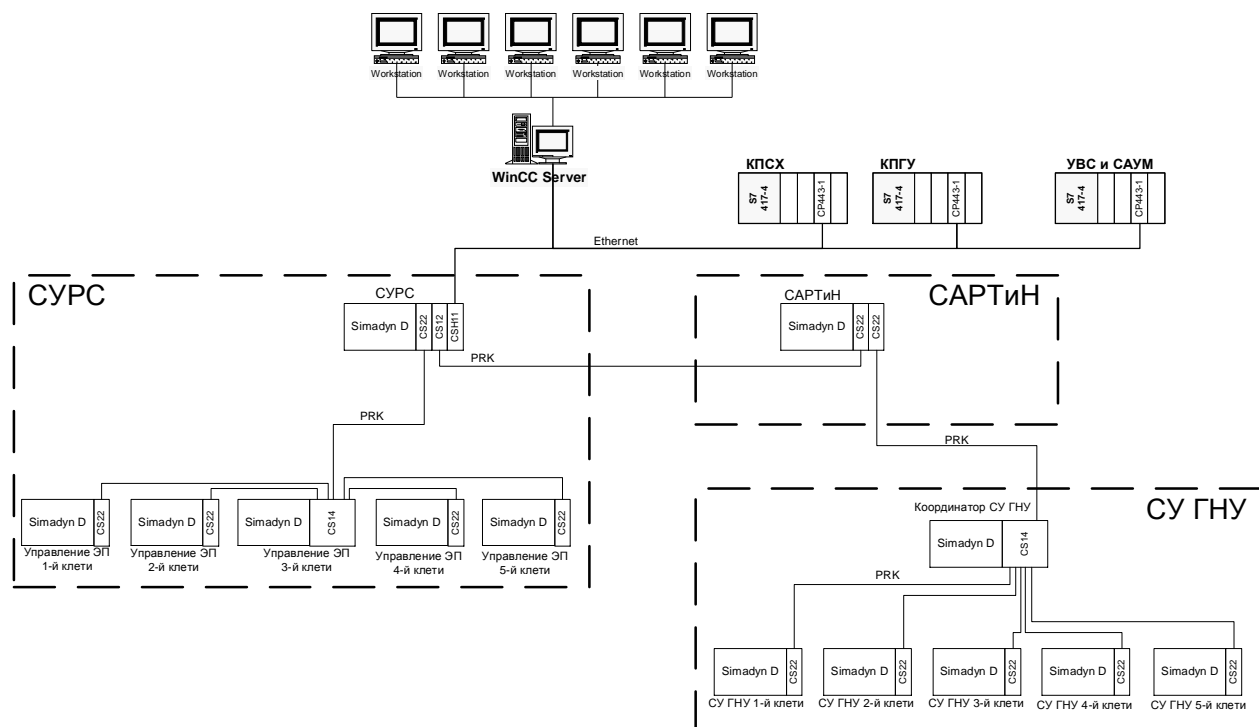 Workstation Workstation Workstation Workstation Workstation Workstation
WinCC Server
КПСХ
S7
417-4
CP443-1
КПГУ
S7
417-4
CP443-1
УВС и САУМ
S7
417-4
CP443-1
Ethernet
СУРС
СУРС
Simadyn D
CS22
CS12
CSH11
PRK
САРТиН
САРТиН
Simadyn D
CS22
CS22
PRK
PRK
Simadyn D
CS22
Управление ЭП
1-й клети
Simadyn D
CS22
Управление ЭП
2-й клети
Simadyn D
CS14
Управление ЭП
3-й клети
Simadyn D
CS22
Управление ЭП
4-й клети
Simadyn D
CS22
Управление ЭП
5-й клети
СУ ГНУ
Координатор СУ ГНУ
Simadyn D
CS14
PRK
Simadyn D
CS22
СУ ГНУ 1-й клети
Simadyn D
CS22
СУ ГНУ 2-й клети
Simadyn D
CS22
СУ ГНУ 3-й клети
Simadyn D
CS22
СУ ГНУ 4-й клети
Simadyn D
CS22
СУ ГНУ 5-й клети